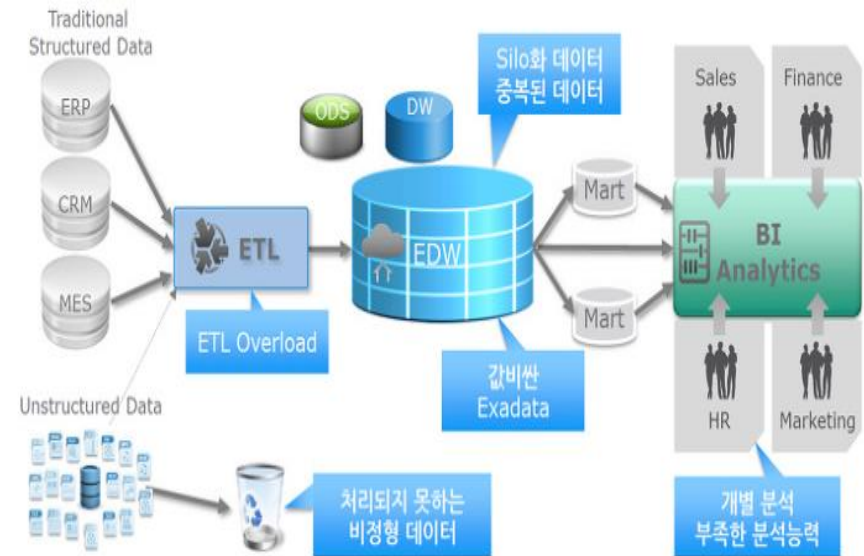 Traditional
Structured Data
ERP
CRM
MES
Unstructured Data
ETL
ETL Overload
ODS
DW
EDW
Silo화 데이터
중복된 데이터
값비싼
Exadata
처리되지 못하는
비정형 데이터
Mart
Mart
Sales
Finance
BI
Analytics
HR
Marketing
개별 분석
부족한 분석능력